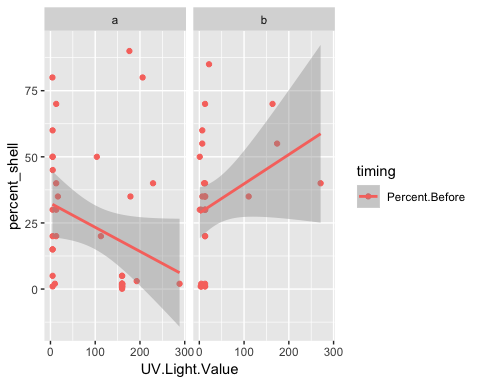 a b
percent_shell
75
50
25
0
0 100 200 300 0 100 200 300
UV.Light.Value
timing
Percent.Before